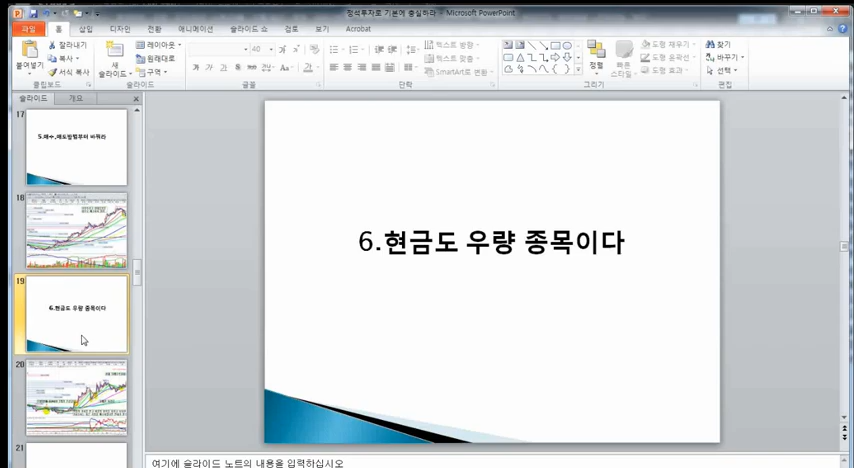 정석투자로 기본에 충실하라 - Microsoft PowerPoint
파일 홈 삽입 디자인 전환 애니메이션 슬라이드 쇼 검토 보기 Acrobat
붙여넣기
잘라내기
복사
서식 복사
클립보드
새 슬라이드
레이아웃
원래대로
구역
슬라이드
40
글꼴
텍스트 방향
텍스트 맞춤
SmartArt로 변환
단락
정렬
빠른 스타일
도형 채우기
도형 윤곽선
도형 효과
그리기
찾기
바꾸기
선택
편집
슬라이드 개요
17
5.매수,매도방법부터 바꿔라
18
19
6.현금도 우량 종목이다
20
21
6.현금도 우량 종목이다
여기에 슬라이드 노트의 내용을 입력하십시오